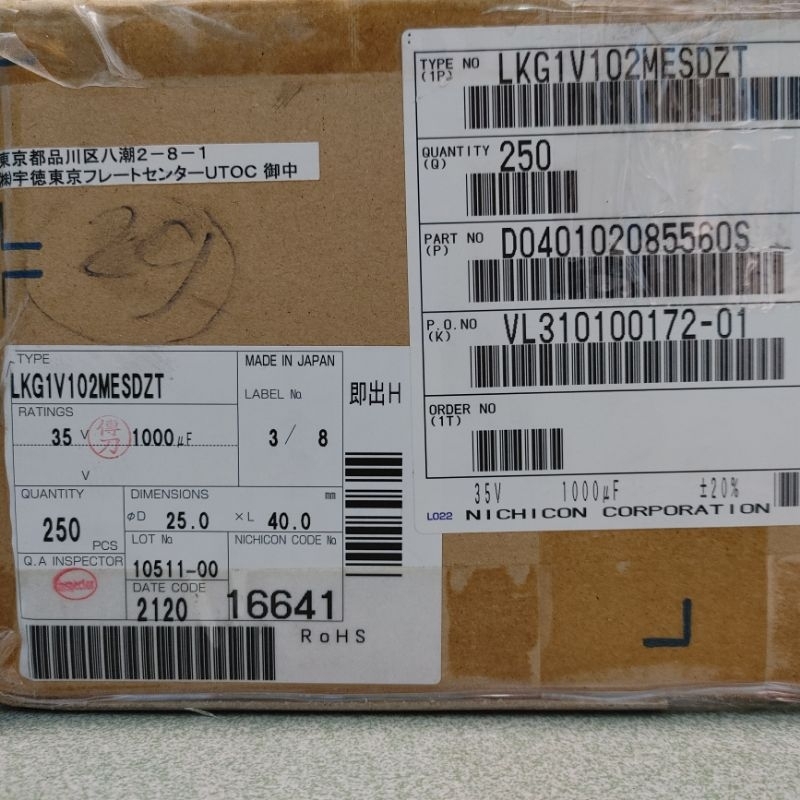 東京都品川区八潮2-8-1
㈱宇徳東京フレートセンターUTOC 御中
29
TYPE NO
(1P)
LKG1V102MESDZT
QUANTITY
(Q)
250
PART NO
(P)
D040102085560S
P.O.NO
(K)
VL310100172-01
ORDER NO
(1T)
35V 1000μF ±20%
L022 NICHICON CORPORATION
TYPE
LKG1V102MESDZT
MADE IN JAPAN
RATINGS
35 V 1000μF
V
LABEL No.
3 / 8
即出H
QUANTITY
250 PCS
DIMENSIONS mm
φD 25.0 ×L 40.0
LOT No.
10511-00
NICHICON CODE No.
16641
Q.A INSPECTOR
DATE CODE
2120
RoHS